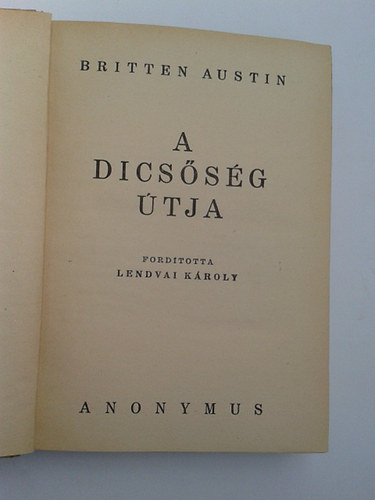 BRITTEN AUSTIN
A
DICSŐSÉG
ÚTJA
FORDÍTOTTA
LENDVAI KÁROLY
ANONYMUS